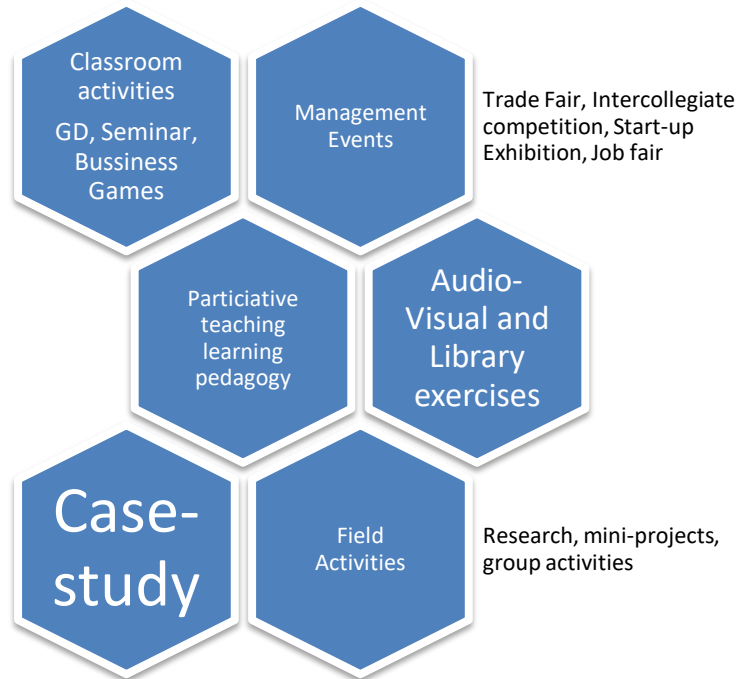 Classroom
activities
GD, Seminar,
Bussiness
Games
Management
Events
Trade Fair, Intercollegiate
competition, Start-up
Exhibition, Job fair
Particiative
teaching
learning
pedagogy
Audio-
Visual and
Library
exercises
Case-
study
Field
Activities
Research, mini-projects,
group activities